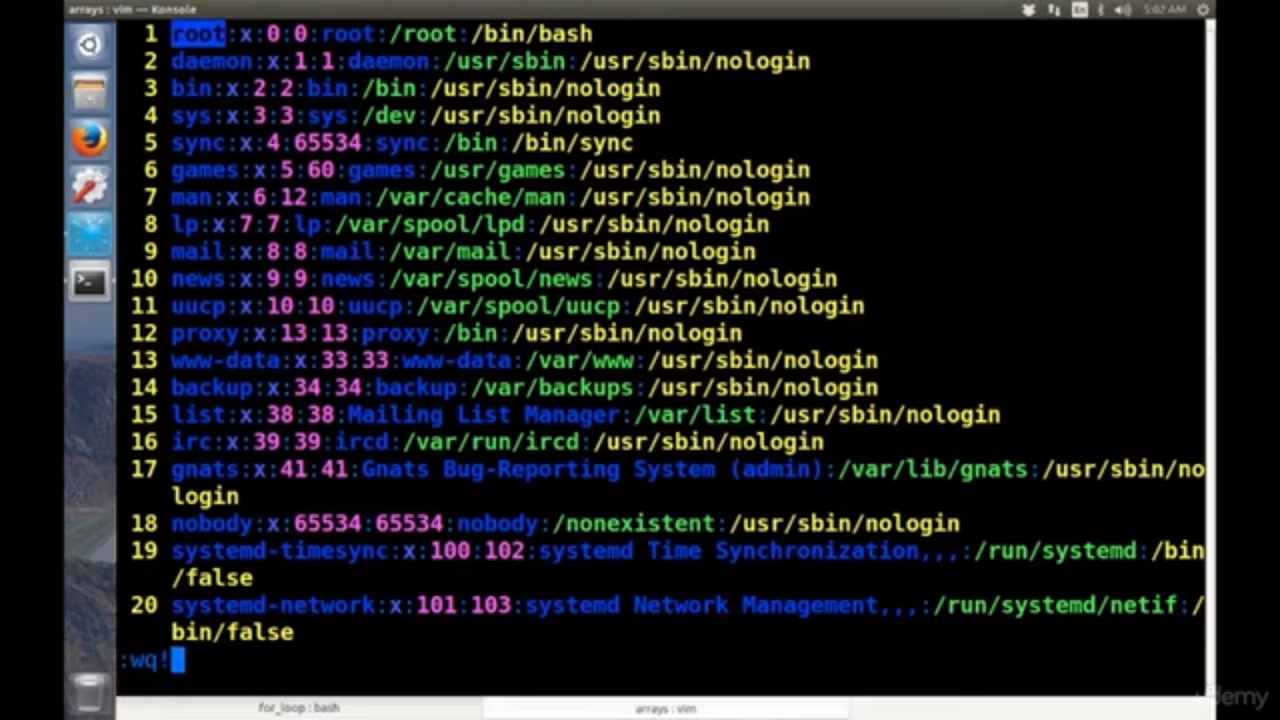 arrays : vim — Konsole
En
5:02 AM
1 root:x:0:0:root:/root:/bin/bash
2 daemon:x:1:1:daemon:/usr/sbin:/usr/sbin/nologin
3 bin:x:2:2:bin:/bin:/usr/sbin/nologin
4 sys:x:3:3:sys:/dev:/usr/sbin/nologin
5 sync:x:4:65534:sync:/bin:/bin/sync
6 games:x:5:60:games:/usr/games:/usr/sbin/nologin
7 man:x:6:12:man:/var/cache/man:/usr/sbin/nologin
8 lp:x:7:7:lp:/var/spool/lpd:/usr/sbin/nologin
9 mail:x:8:8:mail:/var/mail:/usr/sbin/nologin
10 news:x:9:9:news:/var/spool/news:/usr/sbin/nologin
11 uucp:x:10:10:uucp:/var/spool/uucp:/usr/sbin/nologin
12 proxy:x:13:13:proxy:/bin:/usr/sbin/nologin
13 www-data:x:33:33:www-data:/var/www:/usr/sbin/nologin
14 backup:x:34:34:backup:/var/backups:/usr/sbin/nologin
15 list:x:38:38:Mailing List Manager:/var/list:/usr/sbin/nologin
16 irc:x:39:39:ircd:/var/run/ircd:/usr/sbin/nologin
17 gnats:x:41:41:Gnats Bug-Reporting System (admin):/var/lib/gnats:/usr/sbin/no
login
18 nobody:x:65534:65534:nobody:/nonexistent:/usr/sbin/nologin
19 systemd-timesync:x:100:102:systemd Time Synchronization,,,:/run/systemd:/bin
/false
20 systemd-network:x:101:103:systemd Network Management,,,:/run/systemd/netif:/
bin/false
:wq!
for_loop : bash
arrays : vim